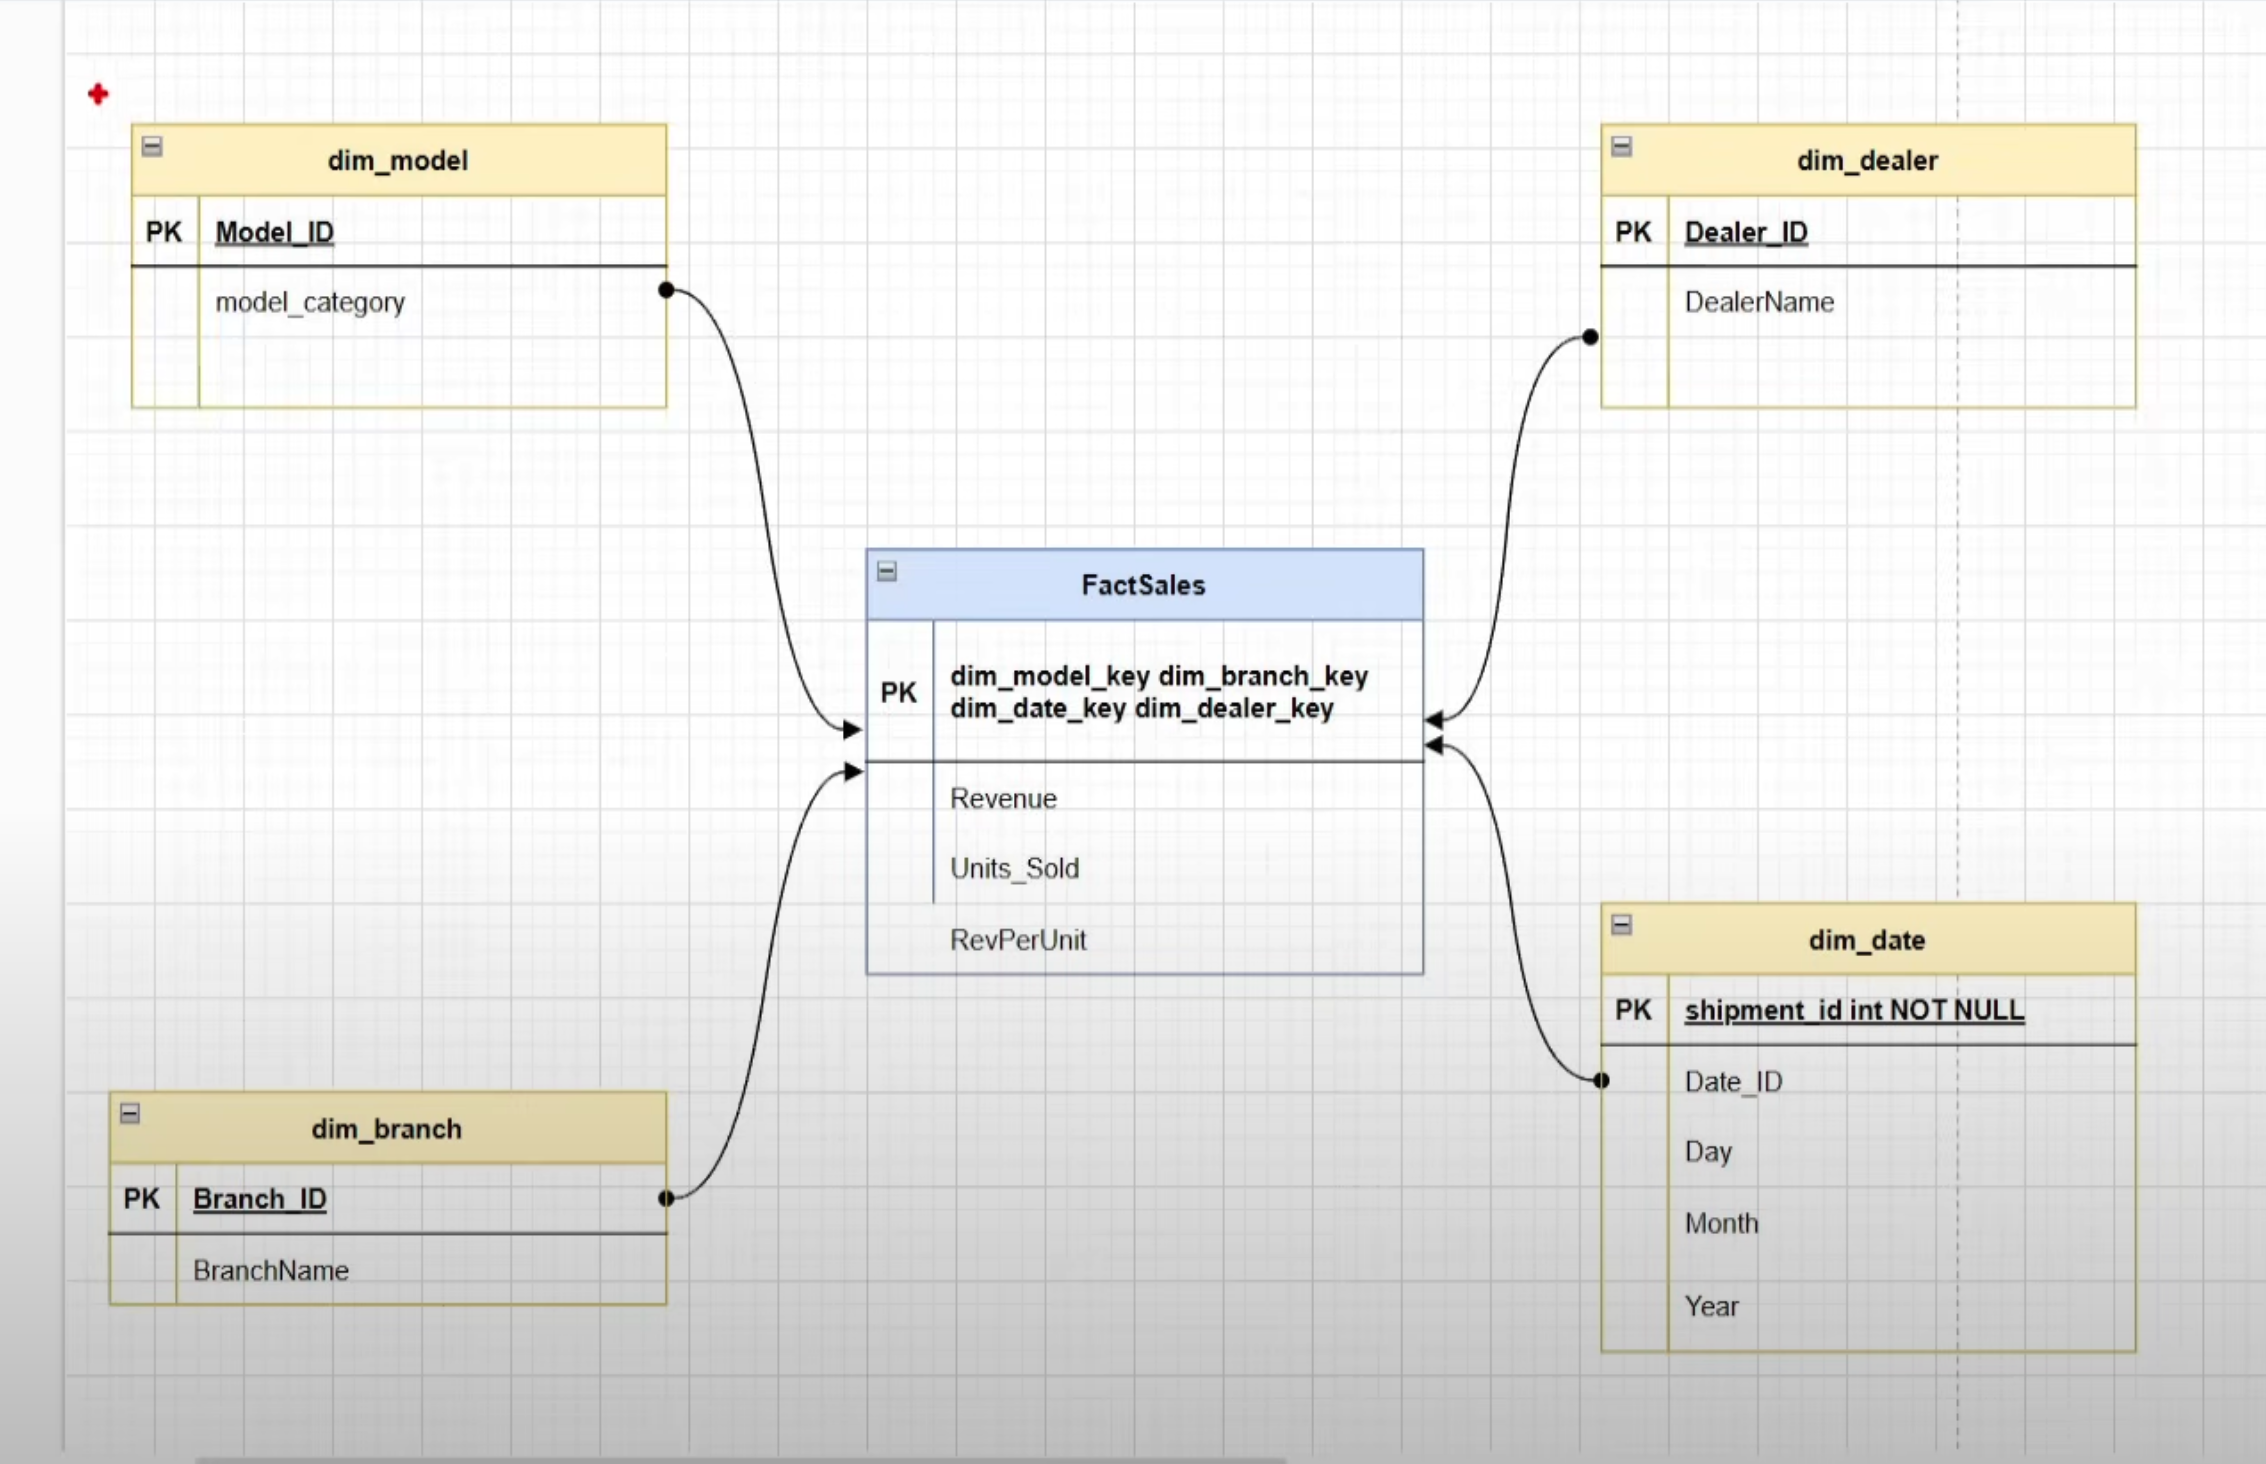 dim_model
PK Model_ID
model_category
dim_dealer
PK Dealer_ID
DealerName
FactSales
PK
dim_model_key dim_branch_key
dim_date_key dim_dealer_key
Revenue
Units_Sold
RevPerUnit
dim_branch
PK Branch_ID
BranchName
dim_date
PK shipment_id int NOT NULL
Date_ID
Day
Month
Year